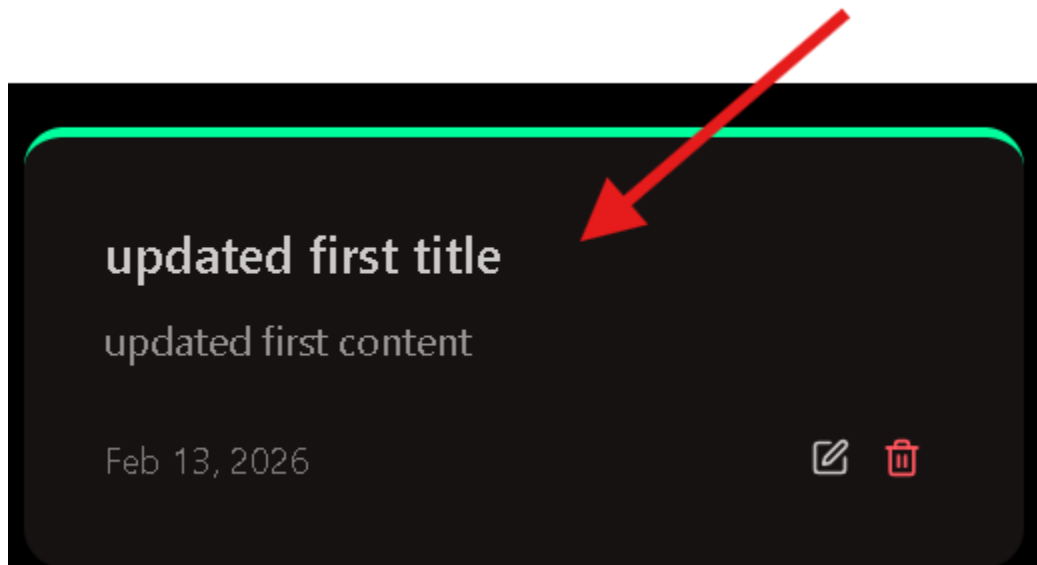 updated first title
updated first content
Feb 13, 2026